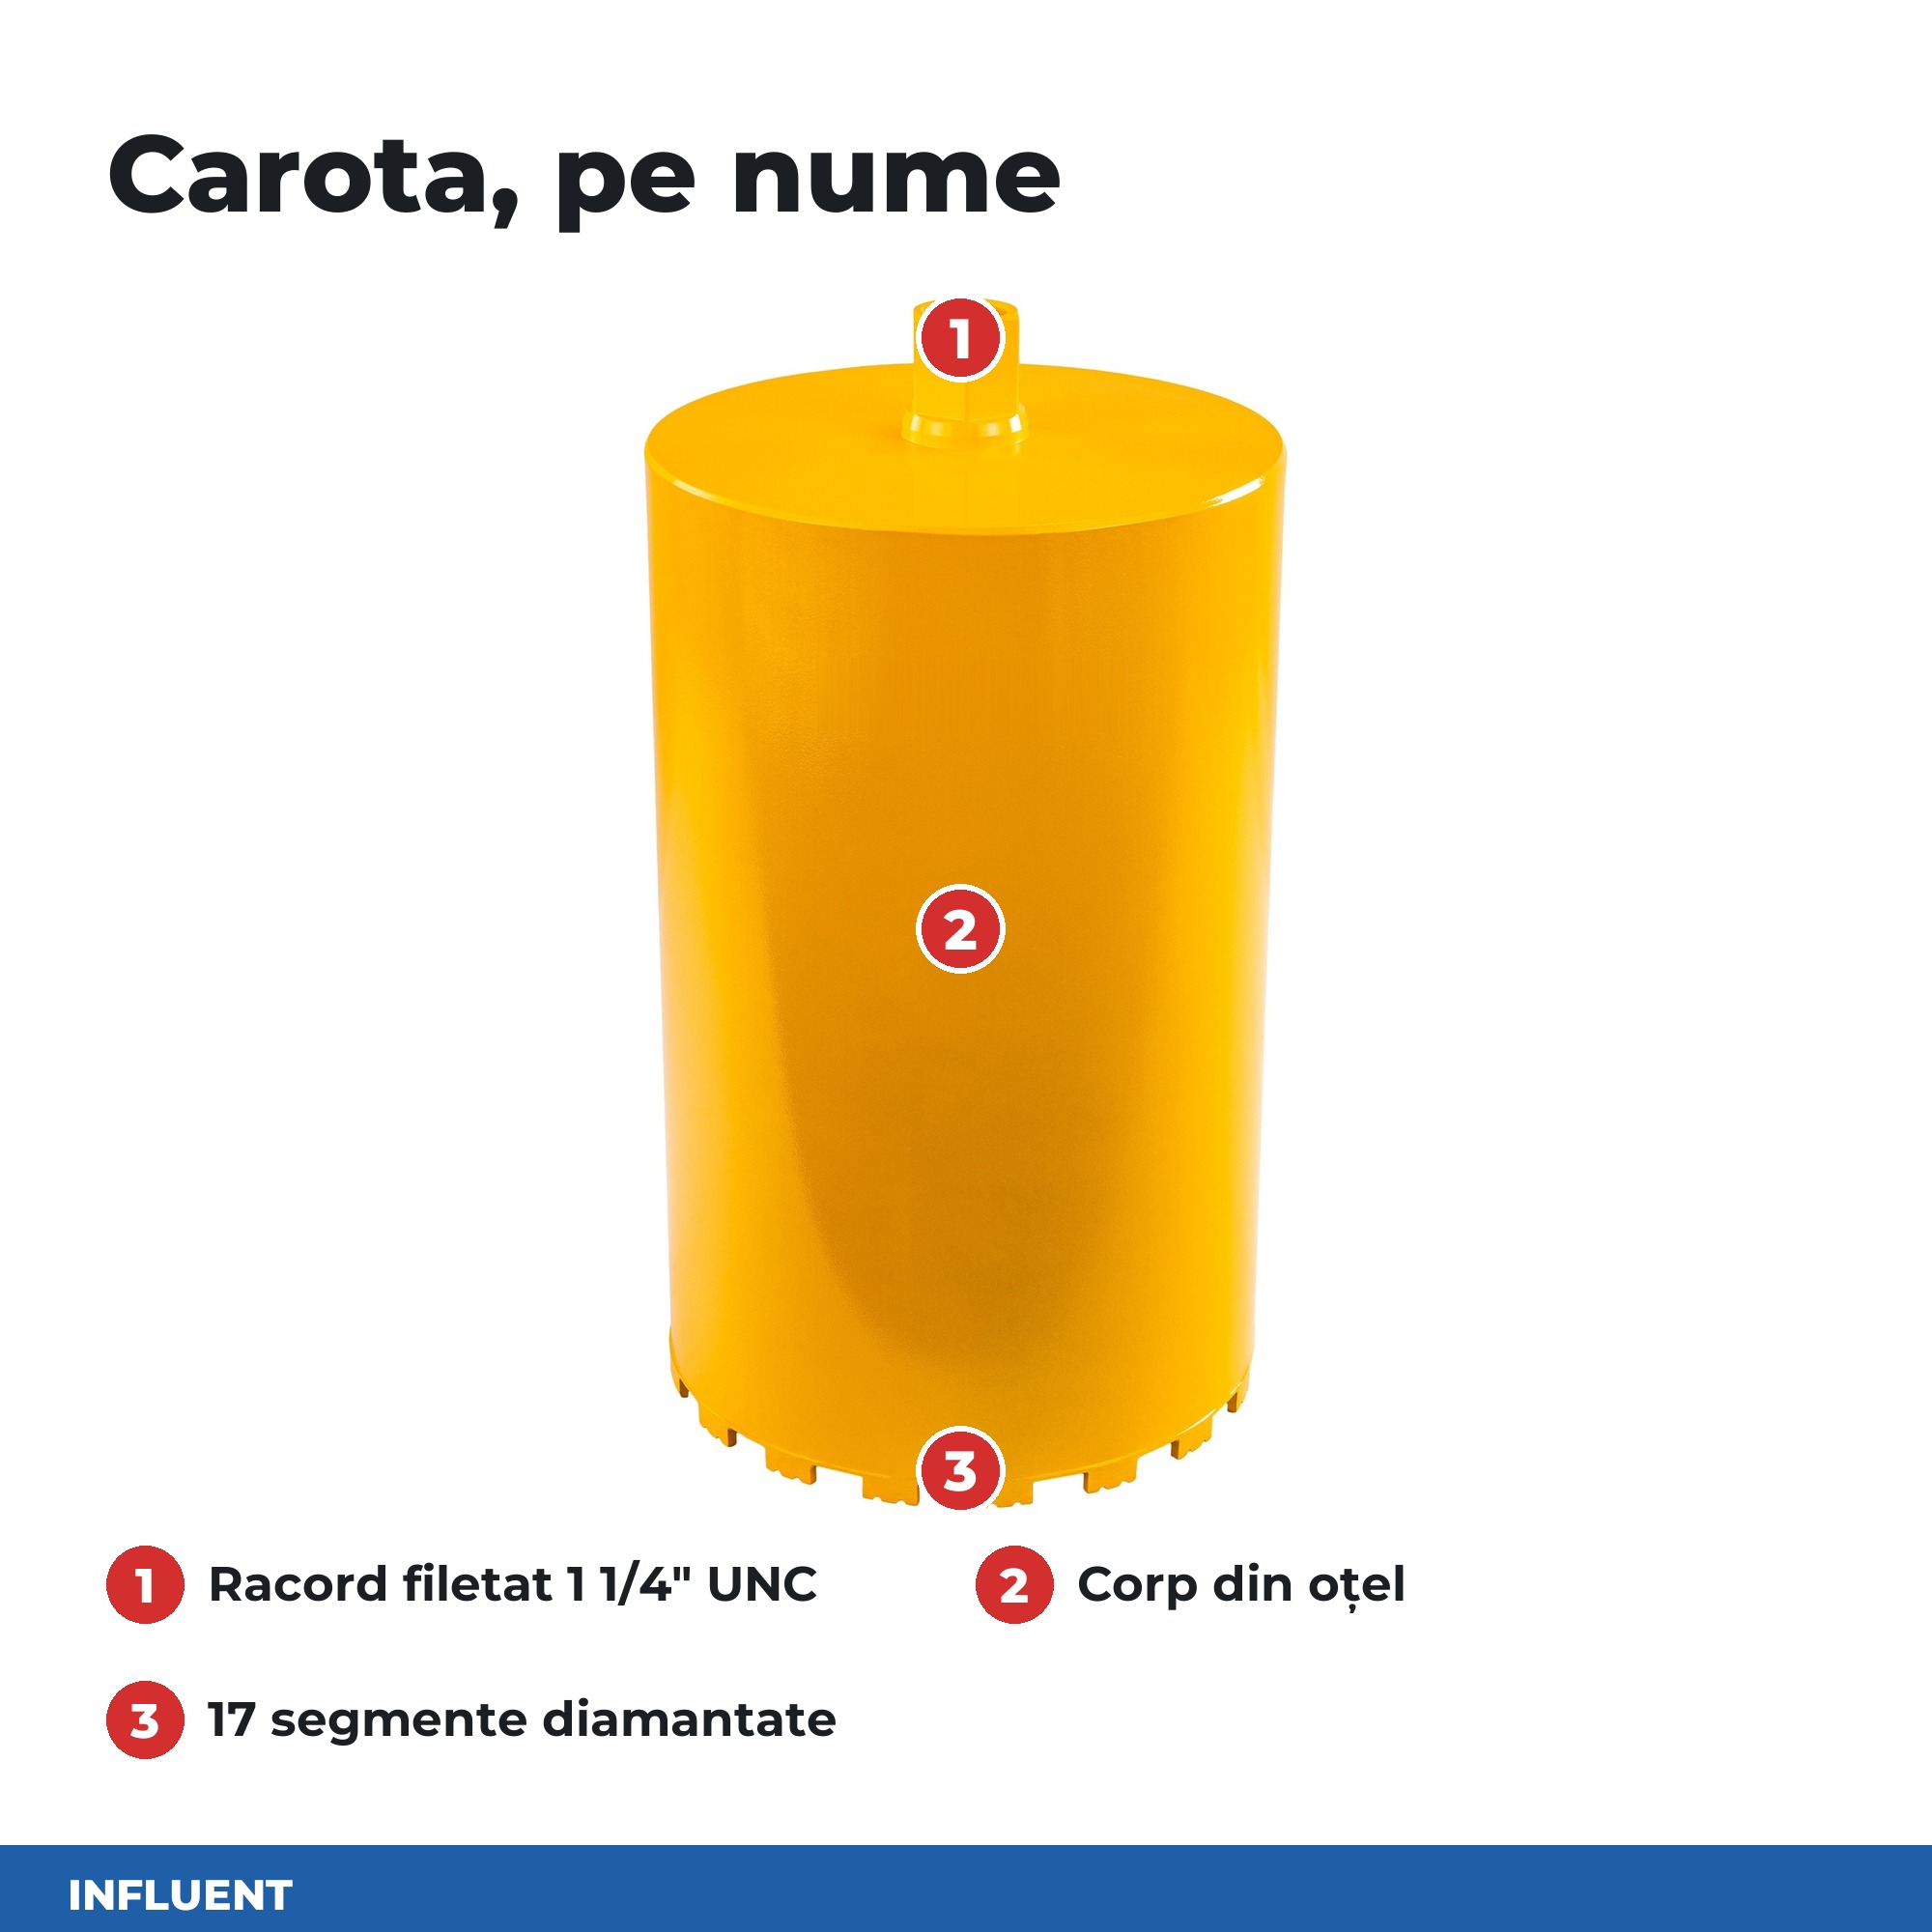 Carota, pe nume
1
2
3
1 Racord filetat 1 1/4" UNC
2 Corp din oțel
3 17 segmente diamantate
INFLUENT